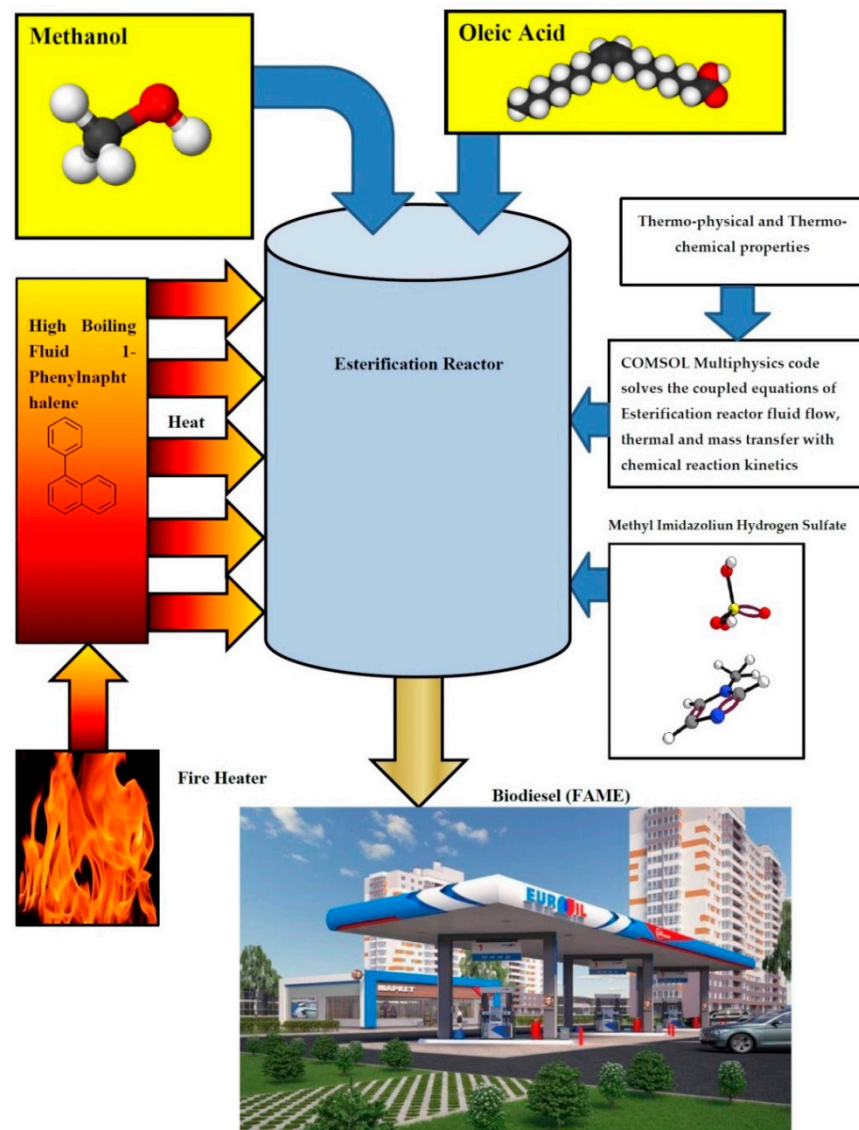 Methanol
Oleic Acid
Thermo-physical and Thermo-
chemical properties
High Boiling
Fluid 1-
Phenylnapht
halene
Heat
Esterification Reactor
COMSOL Multiphysics code
solves the coupled equations of
Esterification reactor fluid flow,
thermal and mass transfer with
chemical reaction kinetics
Methyl Imidazoliun Hydrogen Sulfate
Fire Heater
Biodiesel (FAME)
EUROIL
МАРКЕТ